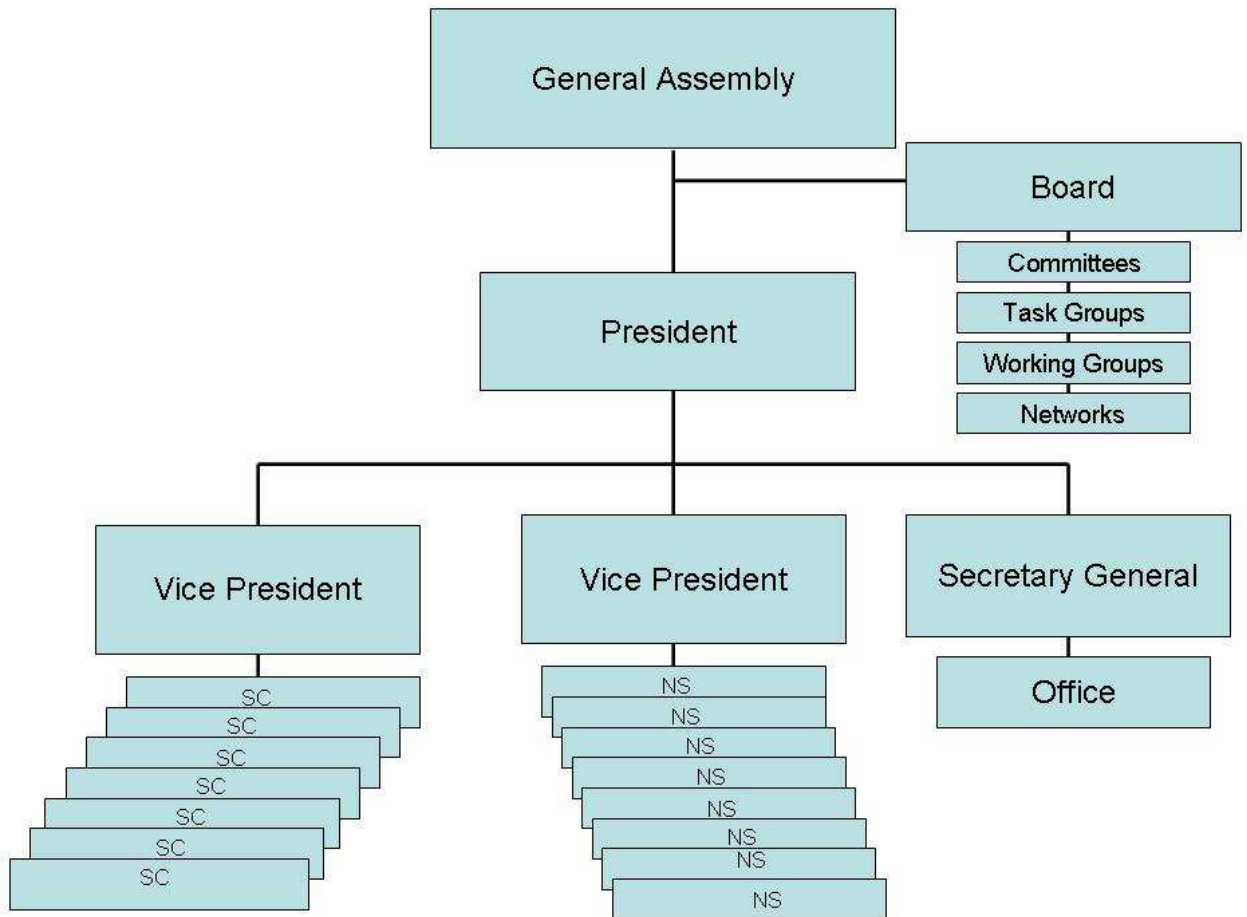 General Assembly
Board
Committees
Task Groups
Working Groups
Networks
President
Vice President
Vice President
Secretary General
Office
SC
SC
SC
SC
SC
SC
SC
NS
NS
NS
NS
NS
NS
NS
NS